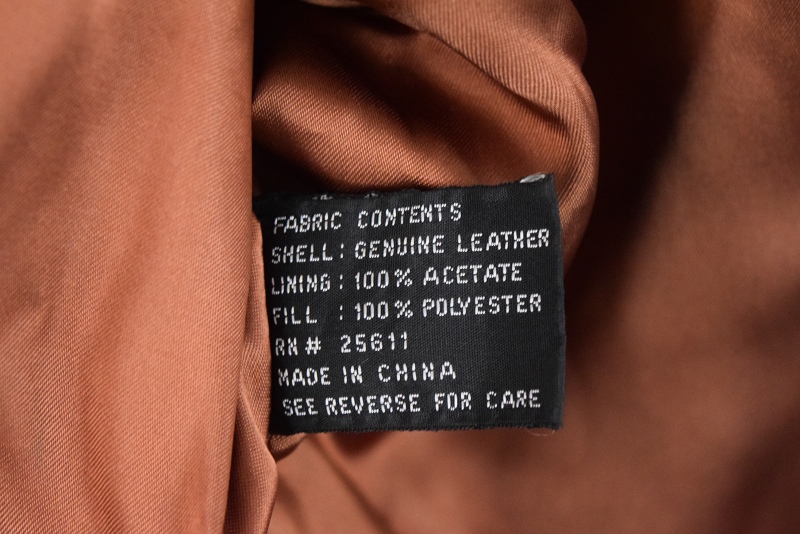 FABRIC CONTENTS
SHELL: GENUINE LEATHER
LINING: 100% ACETATE
FILL : 100% POLYESTER
RN# 25611
MADE IN CHINA
SEE REVERSE FOR CARE